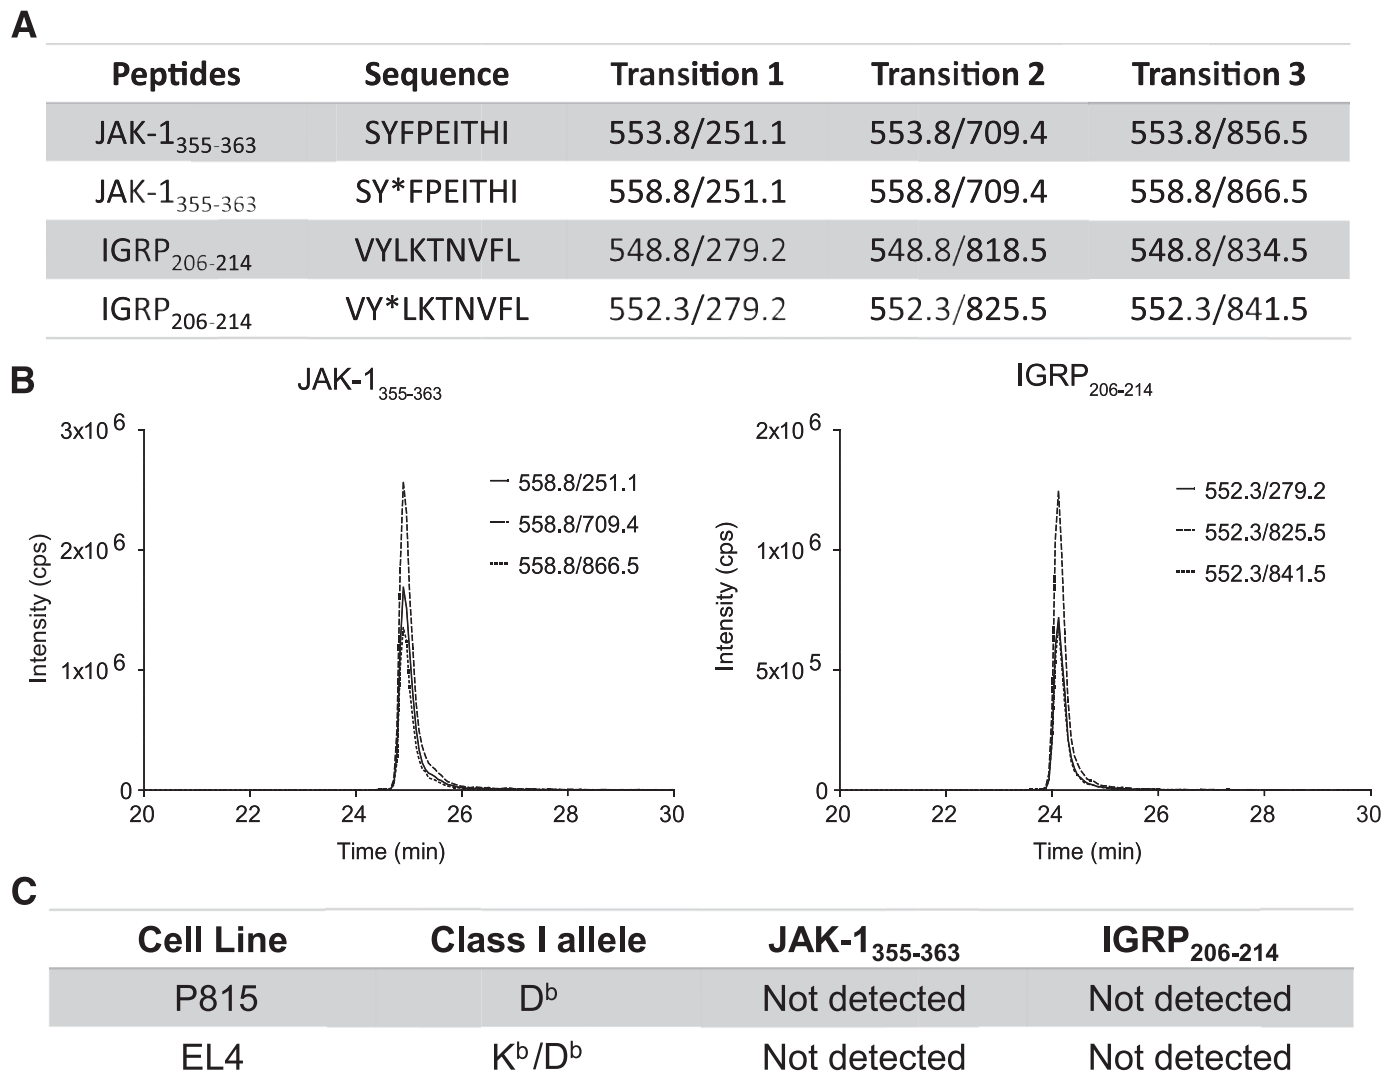 A
Peptides Sequence Transition 1 Transition 2 Transition 3
JAK-1355-363 SYFPEITHI 553.8/251.1 553.8/709.4 553.8/856.5
JAK-1355-363 SY*FPEITHI 558.8/251.1 558.8/709.4 558.8/866.5
IGRP206-214 VYLKTNVFL 548.8/279.2 548.8/818.5 548.8/834.5
IGRP206-214 VY*LKTNVFL 552.3/279.2 552.3/825.5 552.3/841.5
B
JAK-1355-363
3x10 6
2x10 6
1x10 6
0
Intensity (cps)
558.8/251.1
558.8/709.4
558.8/866.5
20 22 24 26 28 30
Time (min)
IGRP206-214
2x10 6
1x10 6
5x10 5
0
Intensity (cps)
552.3/279.2
552.3/825.5
552.3/841.5
20 22 24 26 28 30
Time (min)
C
Cell Line Class I allele JAK-1355-363 IGRP206-214
P815 Db Not detected Not detected
EL4 Kb/Db Not detected Not detected